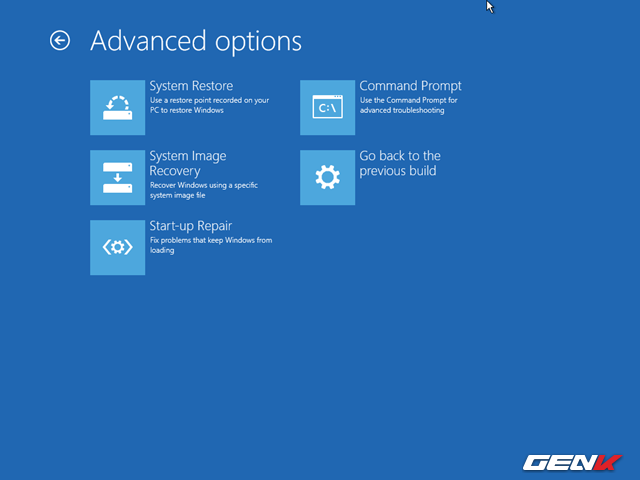 Advanced options
System Restore
Use a restore point recorded on your
PC to restore Windows
System Image
Recovery
Recover Windows using a specific
system image file
Start-up Repair
Fix problems that keep Windows from
loading
Command Prompt
Use the Command Prompt for
advanced troubleshooting
C:\
Go back to the
previous build
GENK